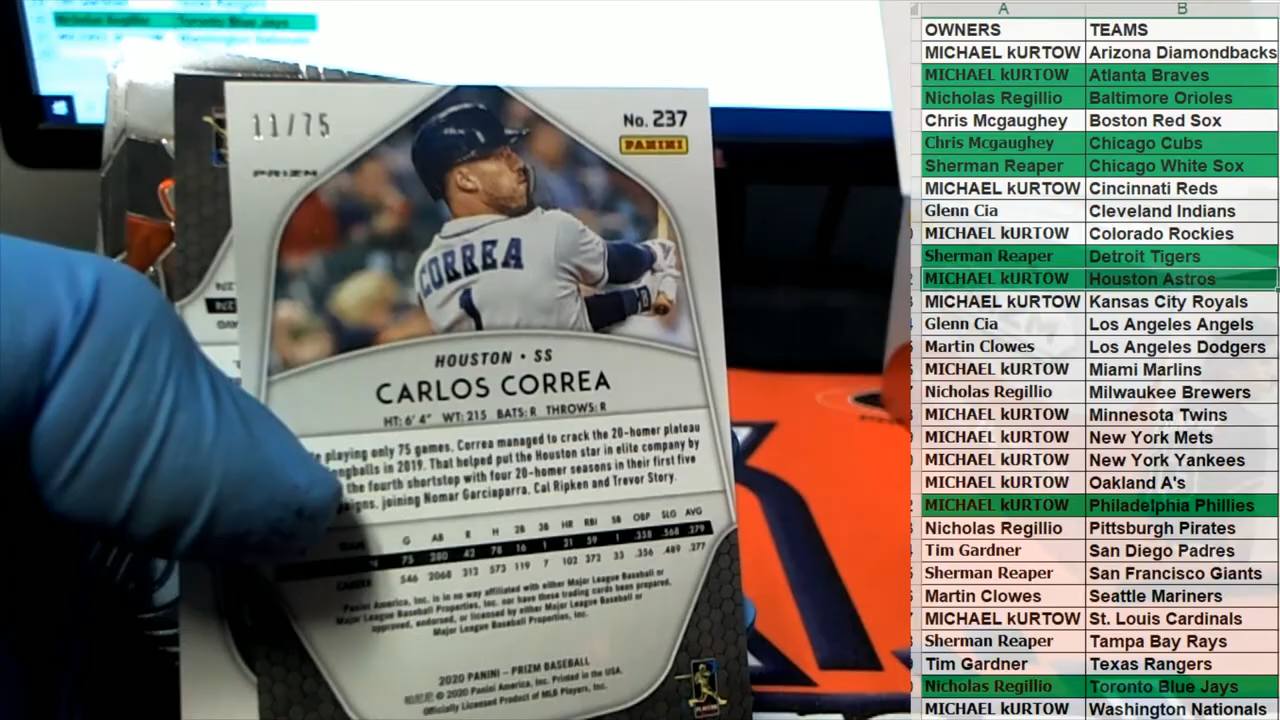 Nicholas Regillio Toronto Blue Jays
11/75
No. 237
PANINI
PRIZM
CORREA
1
HOUSTON • SS
CARLOS CORREA
HT: 6' 4" WT: 215 BATS: R THROWS: R
playing only 75 games, Correa managed to crack the 20-homer plateau
in 2019. That helped put the Houston star in elite company by
the fourth shortstop with four 20-homer seasons in their first five
joining Nomar Garciaparra, Cal Ripken and Trevor Story.
G AB R H 2B 3B HR RBI SB OBP SLG AVG
75 280 42 78 16 1 21 59 1 .358 .568 .279
CAREER 546 2068 312 573 119 7 102 372 33 .356 .489 .277
Panini America, Inc. is in no way affiliated with either Major League Baseball or
Major League Baseball Properties, Inc. nor have these trading cards been prepared,
approved, endorsed, or licensed by either Major League Baseball or
Major League Baseball Properties, Inc.
2020 PANINI – PRIZM BASEBALL
© 2020 Panini America, Inc. Printed in the USA.
Officially Licensed Product of MLB Players, Inc.
A B
OWNERS TEAMS
MICHAEL kURTOW Arizona Diamondbacks
MICHAEL kURTOW Atlanta Braves
Nicholas Regillio Baltimore Orioles
Chris Mcgaughey Boston Red Sox
Chris Mcgaughey Chicago Cubs
Sherman Reaper Chicago White Sox
MICHAEL kURTOW Cincinnati Reds
Glenn Cia Cleveland Indians
MICHAEL kURTOW Colorado Rockies
Sherman Reaper Detroit Tigers
MICHAEL kURTOW Houston Astros
MICHAEL kURTOW Kansas City Royals
Glenn Cia Los Angeles Angels
Martin Clowes Los Angeles Dodgers
MICHAEL kURTOW Miami Marlins
Nicholas Regillio Milwaukee Brewers
MICHAEL kURTOW Minnesota Twins
MICHAEL kURTOW New York Mets
MICHAEL kURTOW New York Yankees
MICHAEL kURTOW Oakland A's
MICHAEL kURTOW Philadelphia Phillies
Nicholas Regillio Pittsburgh Pirates
Tim Gardner San Diego Padres
Sherman Reaper San Francisco Giants
Martin Clowes Seattle Mariners
MICHAEL kURTOW St. Louis Cardinals
Sherman Reaper Tampa Bay Rays
Tim Gardner Texas Rangers
Nicholas Regillio Toronto Blue Jays
MICHAEL kURTOW Washington Nationals